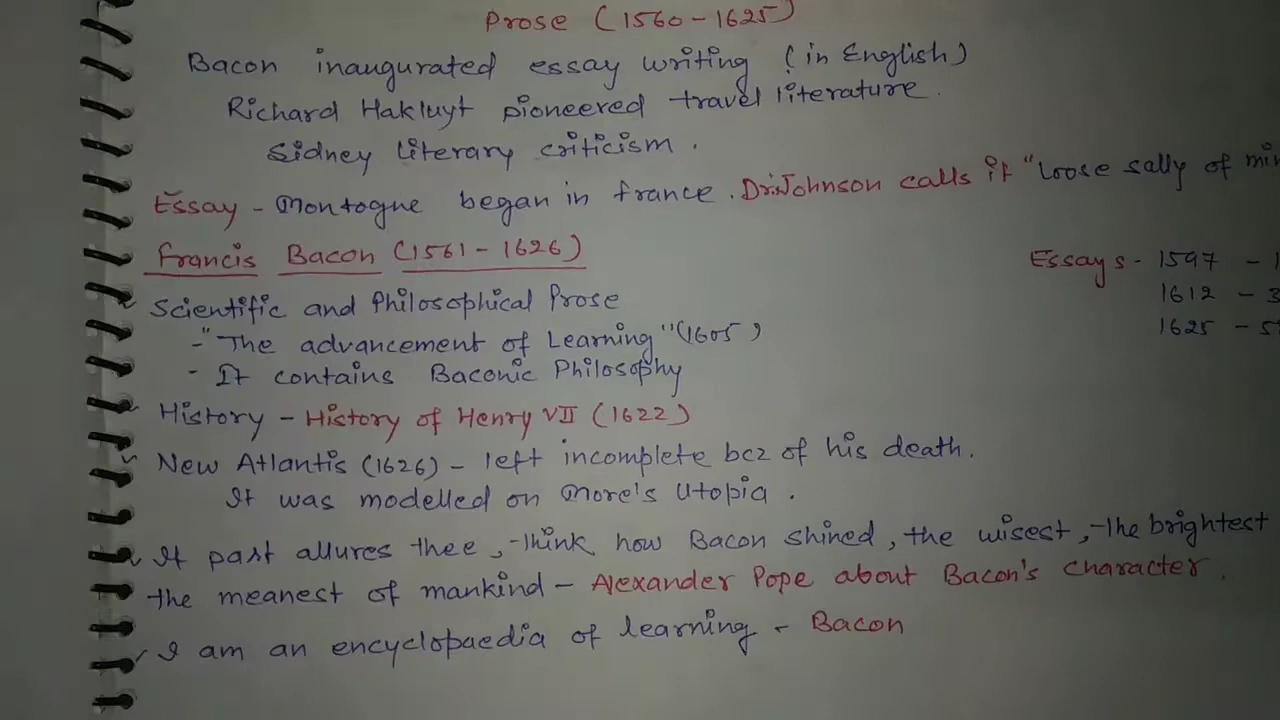 Prose (1560-1625)
Bacon inaugurated essay writing (in English)
Richard Hakluyt pioneered travel literature.
Sidney literary criticism.
Essay - Montogne began in france. Dr. Johnson calls it "loose sally of
Francis Bacon (1561-1626)
Essays - 1597 -
1612 - 3
1625 - 5
Scientific and Philosophical Prose
- "The advancement of Learning" (1605)
- It contains Baconic Philosophy
History - History of Henry VII (1622)
New Atlantis (1626) - left incomplete bcz of his death.
It was modelled on More's Utopia.
If past allures thee, think how Bacon shined, the wisest, the brightest
the meanest of mankind - Alexander Pope about Bacon's character.
I am an encyclopaedia of learning - Bacon